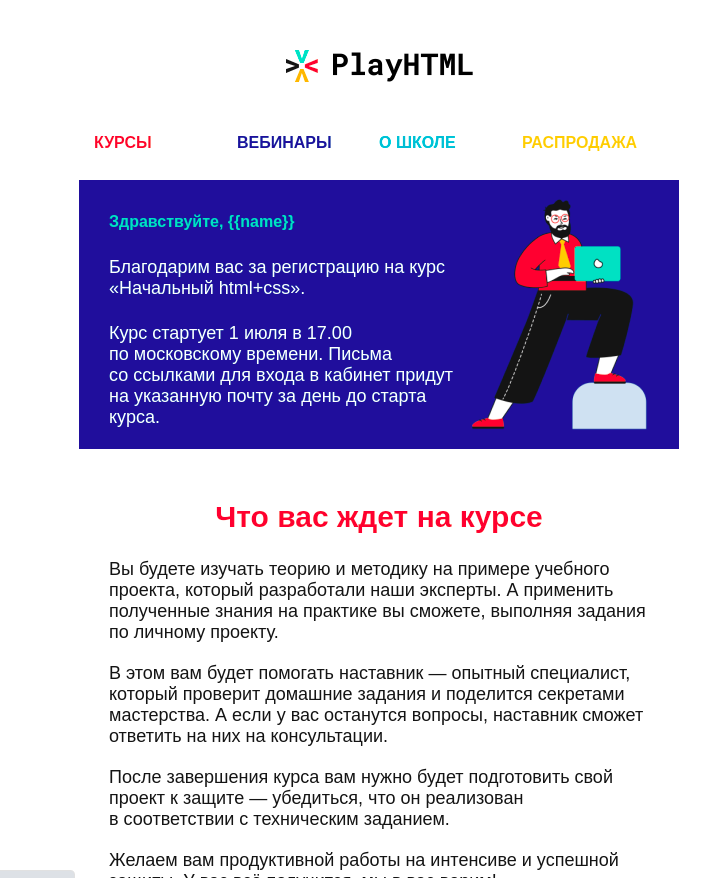 PlayHTML
КУРСЫ ВЕБИНАРЫ О ШКОЛЕ РАСПРОДАЖА
Здравствуйте, {{name}}
Благодарим вас за регистрацию на курс
«Начальный html+css».
Курс стартует 1 июля в 17.00
по московскому времени. Письма
со ссылками для входа в кабинет придут
на указанную почту за день до старта
курса.
Что вас ждет на курсе
Вы будете изучать теорию и методику на примере учебного
проекта, который разработали наши эксперты. А применить
полученные знания на практике вы сможете, выполняя задания
по личному проекту.
В этом вам будет помогать наставник — опытный специалист,
который проверит домашние задания и поделится секретами
мастерства. А если у вас останутся вопросы, наставник сможет
ответить на них на консультации.
После завершения курса вам нужно будет подготовить свой
проект к защите — убедиться, что он реализован
в соответствии с техническим заданием.
Желаем вам продуктивной работы на интенсиве и успешной